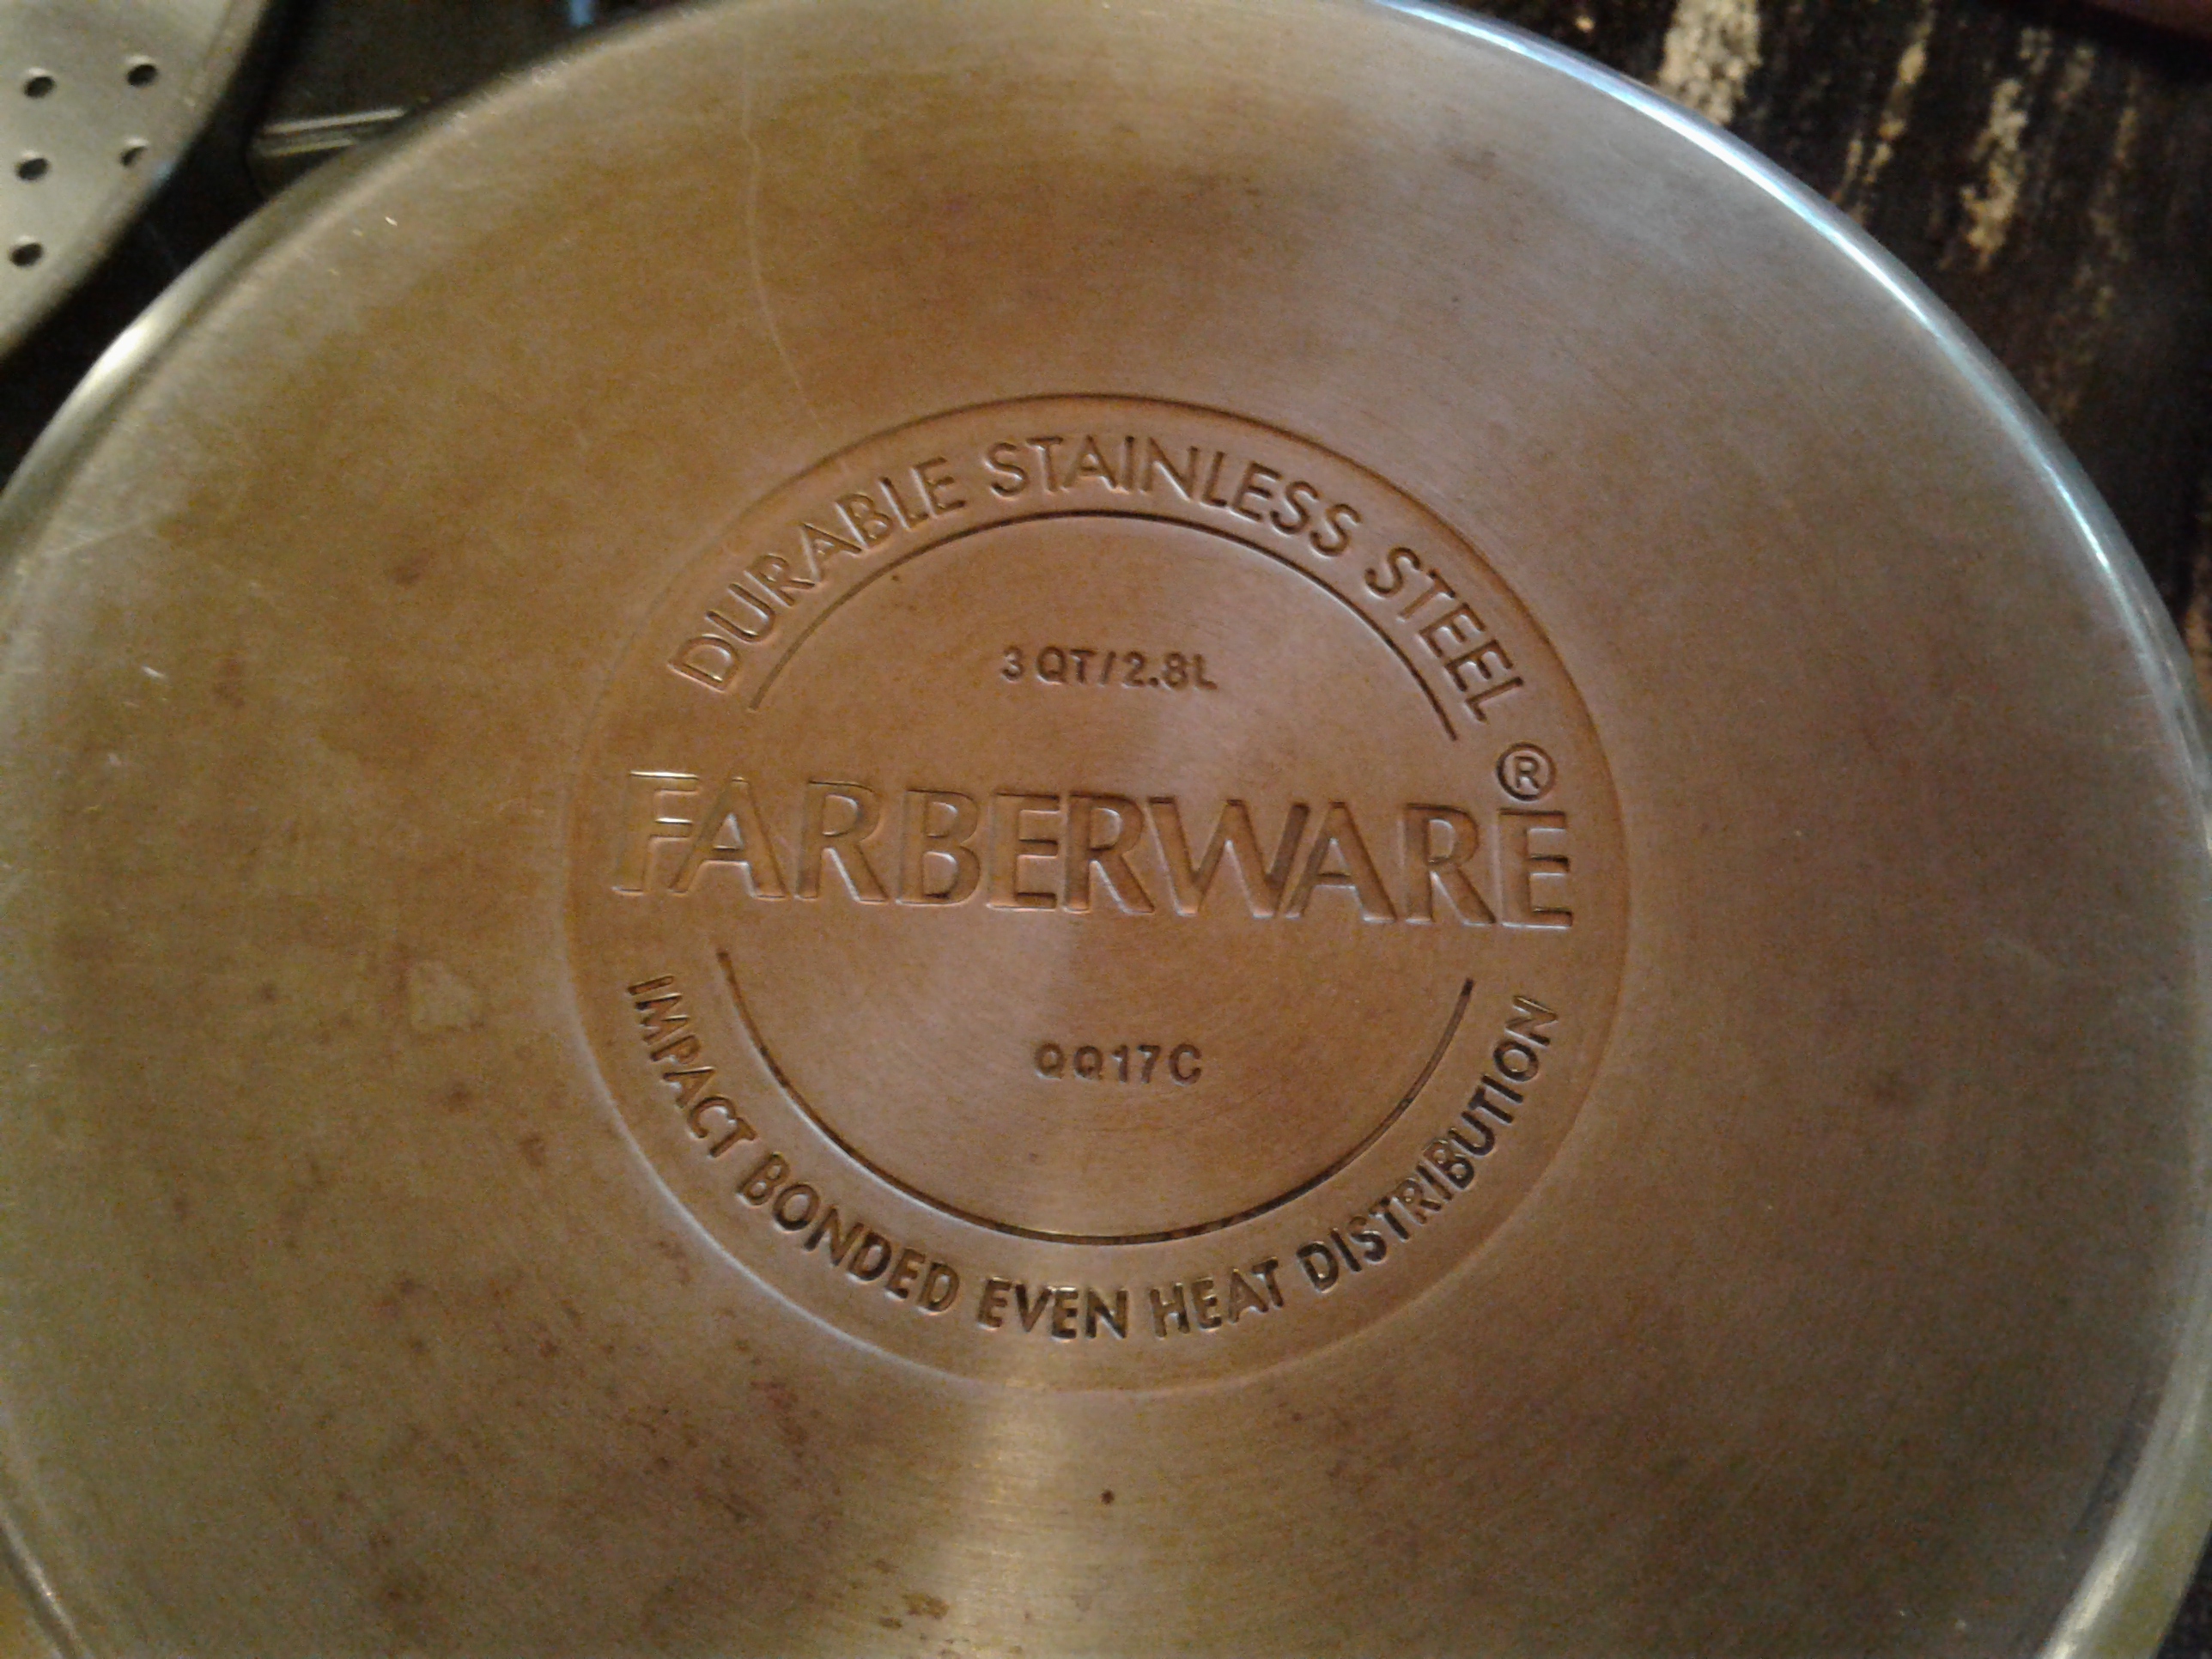 DURABLE STAINLESS STEEL
3 QT/2.8L
FARBERWARE®
QQ17C
IMPACT BONDED EVEN HEAT DISTRIBUTION